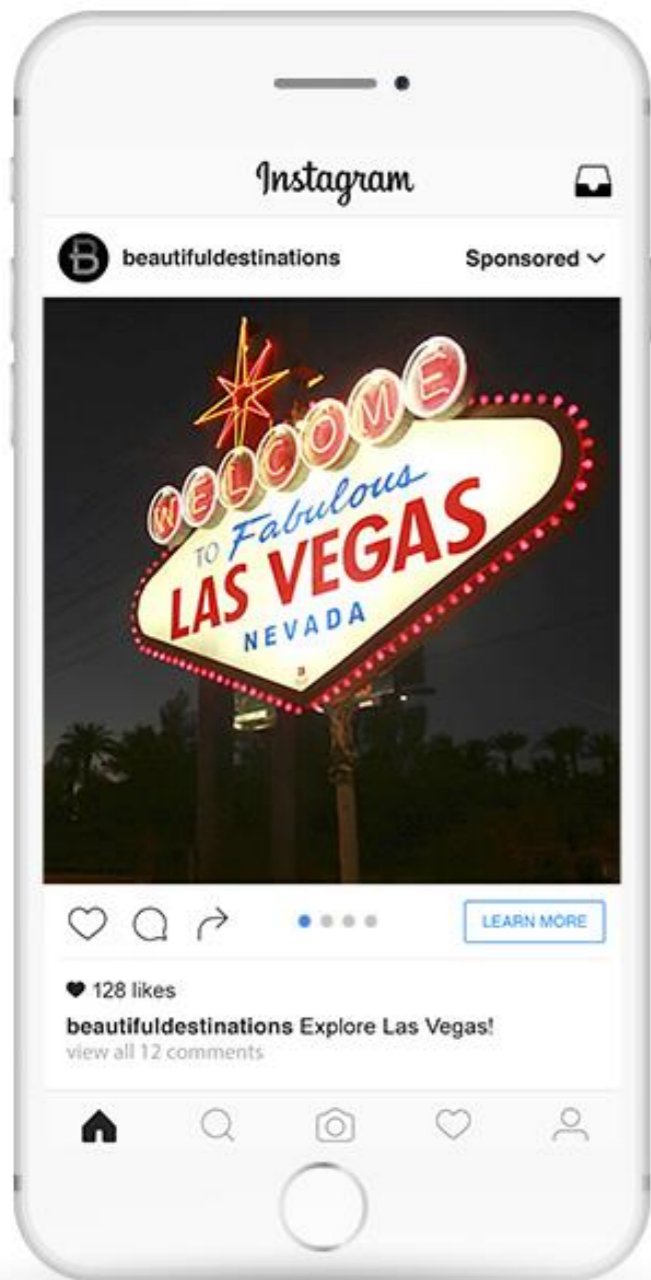 Instagram
beautifuldestinations Sponsored
WELCOME
TO Fabulous
LAS VEGAS
NEVADA
LEARN MORE
128 likes
beautifuldestinations Explore Las Vegas!
view all 12 comments